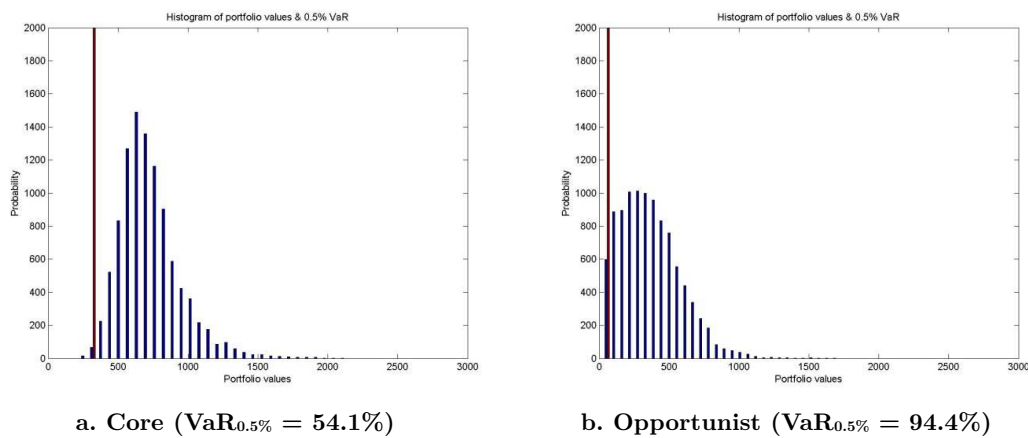 Histogram of portfolio values & 0.5% VaR
2000
1800
1600
1400
1200
1000
800
600
400
200
0
Probability
0 500 1000 1500 2000 2500 3000
Portfolio values
a. Core (VaR0.5% = 54.1%)
Histogram of portfolio values & 0.5% VaR
2000
1800
1600
1400
1200
1000
800
600
400
200
0
Probability
0 500 1000 1500 2000 2500 3000
Portfolio values
b. Opportunist (VaR0.5% = 94.4%)